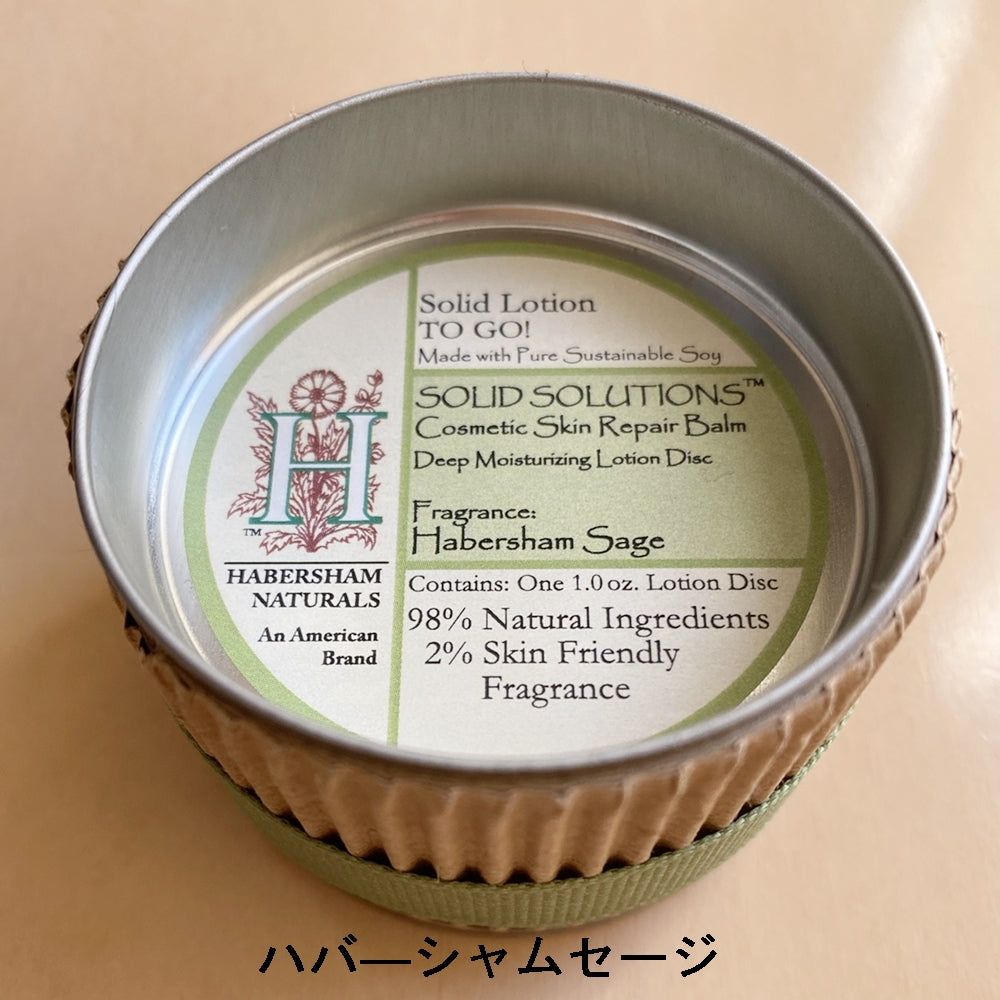 H
TM
HABERSHAM
NATURALS
An American
Brand
Solid Lotion
TO GO!
Made with Pure Sustainable Soy
SOLID SOLUTIONS™
Cosmetic Skin Repair Balm
Deep Moisturizing Lotion Disc
Fragrance:
Habersham Sage
Contains: One 1.0 oz. Lotion Disc
98% Natural Ingredients
2% Skin Friendly
Fragrance
ハバーシャムセージ